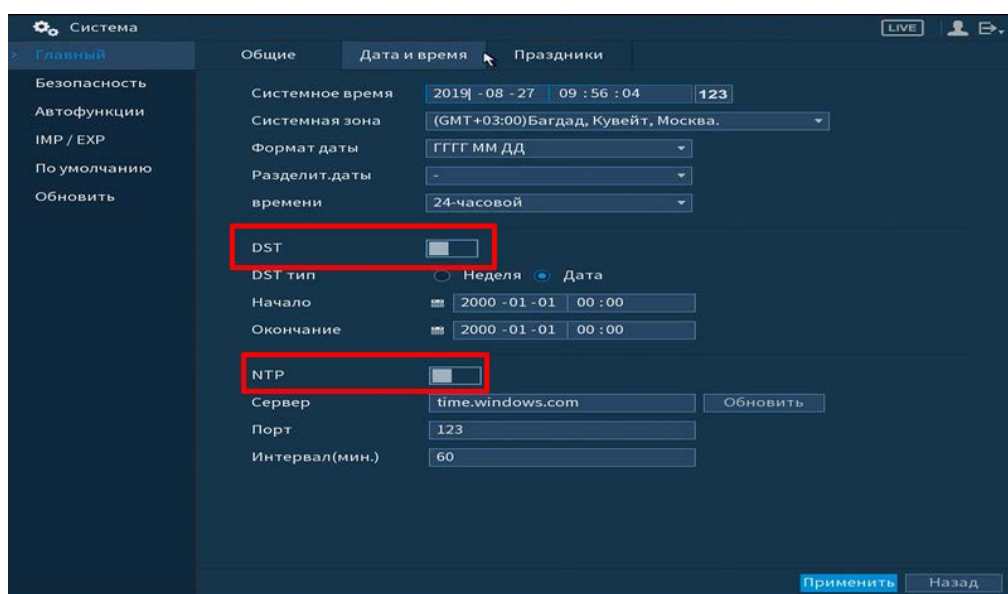 Система LIVE
Главный
Безопасность
Автофункции
IMP / EXP
По умолчанию
Обновить
Общие Дата и время Праздники
Системное время 2019 - 08 - 27 09 : 56 : 04 123
Системная зона (GMT+03:00)Багдад, Кувейт, Москва.
Формат даты ГГГГ ММ ДД
Разделит.даты -
времени 24-часовой
DST
DST тип Неделя Дата
Начало 2000 - 01 - 01 00 : 00
Окончание 2000 - 01 - 01 00 : 00
NTP
Сервер time.windows.com Обновить
Порт 123
Интервал(мин.) 60
Применить Назад